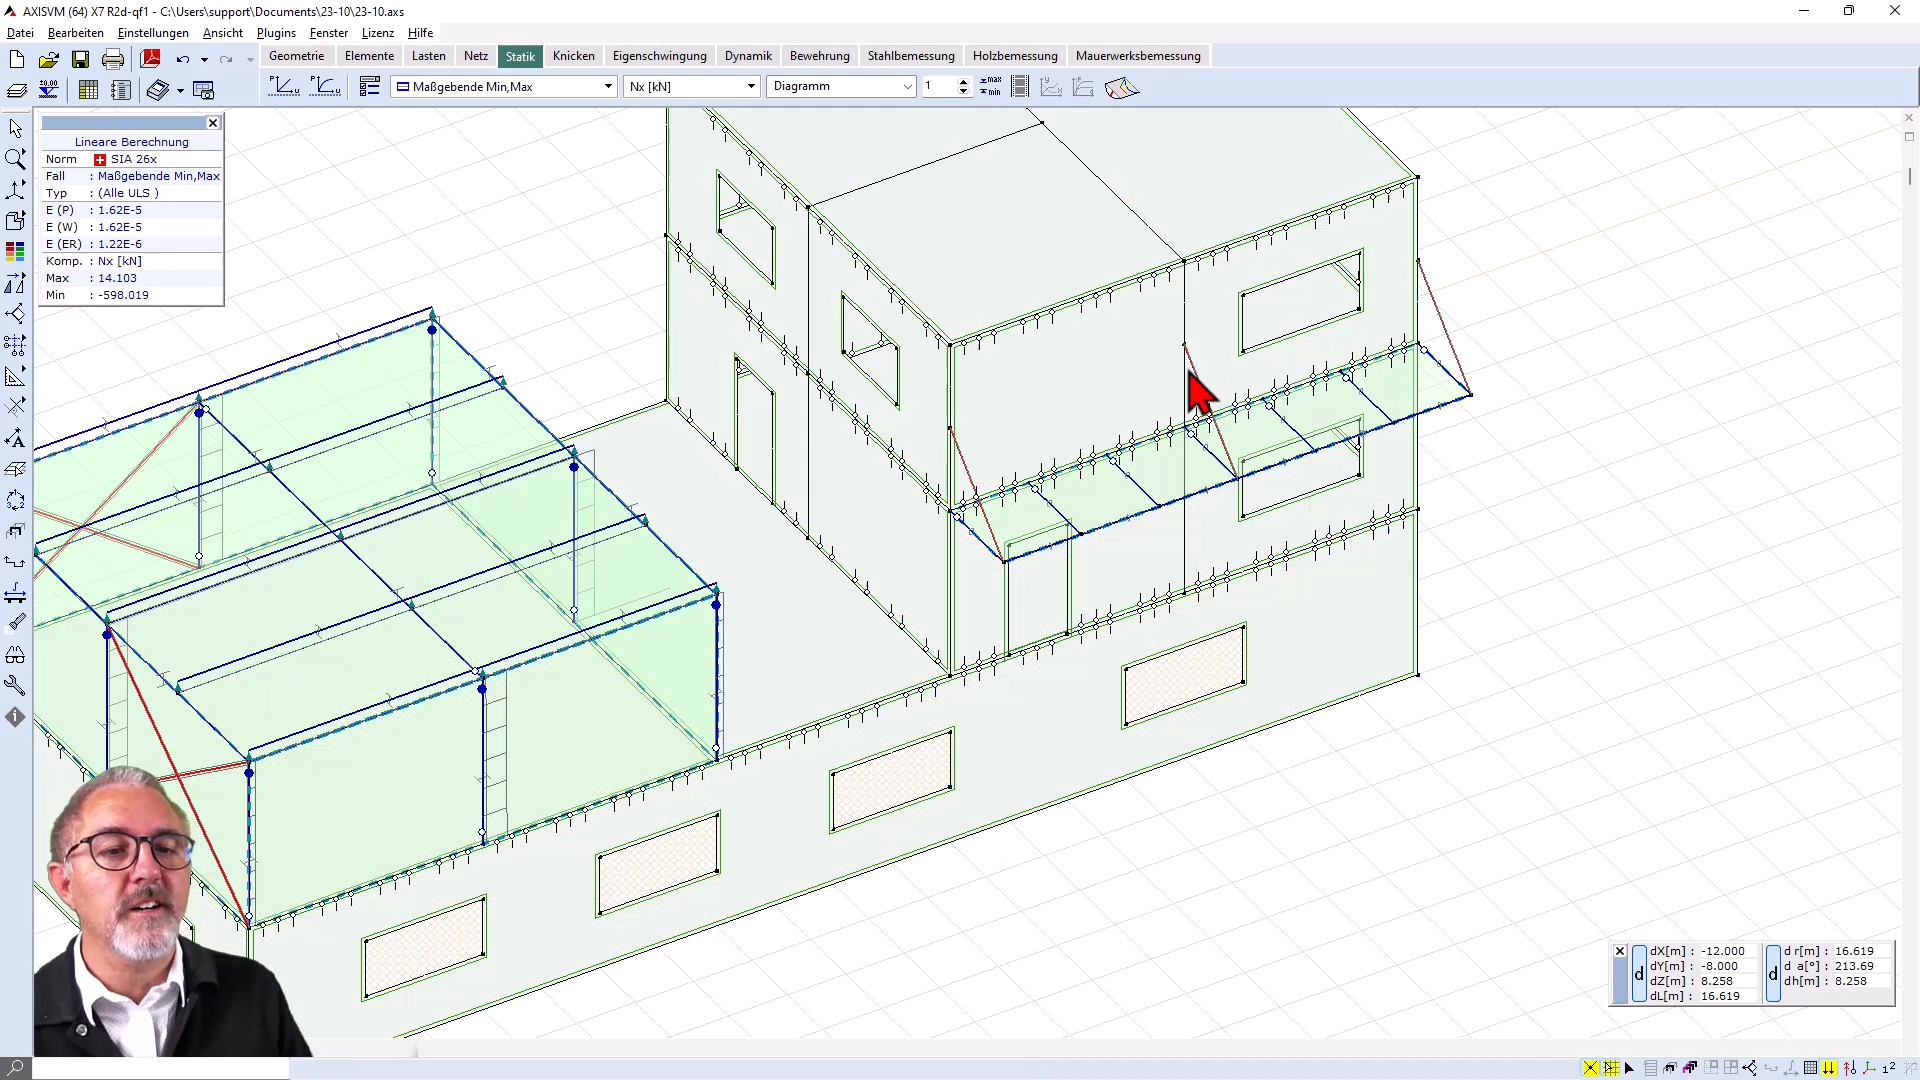 AXISVM (64) X7 R2d-qf1 - C:\Users\support\Documents\23-10\23-10.axs
Datei Bearbeiten Einstellungen Ansicht Plugins Fenster Lizenz Hilfe
Geometrie Elemente Lasten Netz Statik Knicken Eigenschwingung Dynamik Bewehrung Stahlbemessung Holzbemessung Mauerwerksbemessung
Maßgebende Min,Max Nx [kN] Diagramm 1 max min
Lineare Berechnung
Norm SIA 26x
Fall : Maßgebende Min,Max
Typ : (Alle ULS )
E (P) : 1.62E-5
E (W) : 1.62E-5
E (ER) : 1.22E-6
Komp. : Nx [kN]
Max : 14.103
Min : -598.019
dX[m] : -12.000 d r[m] : 16.619
dY[m] : -8.000 d a[°] : 213.69
dZ[m] : 8.258 dh[m] : 8.258
dL[m] : 16.619
d d